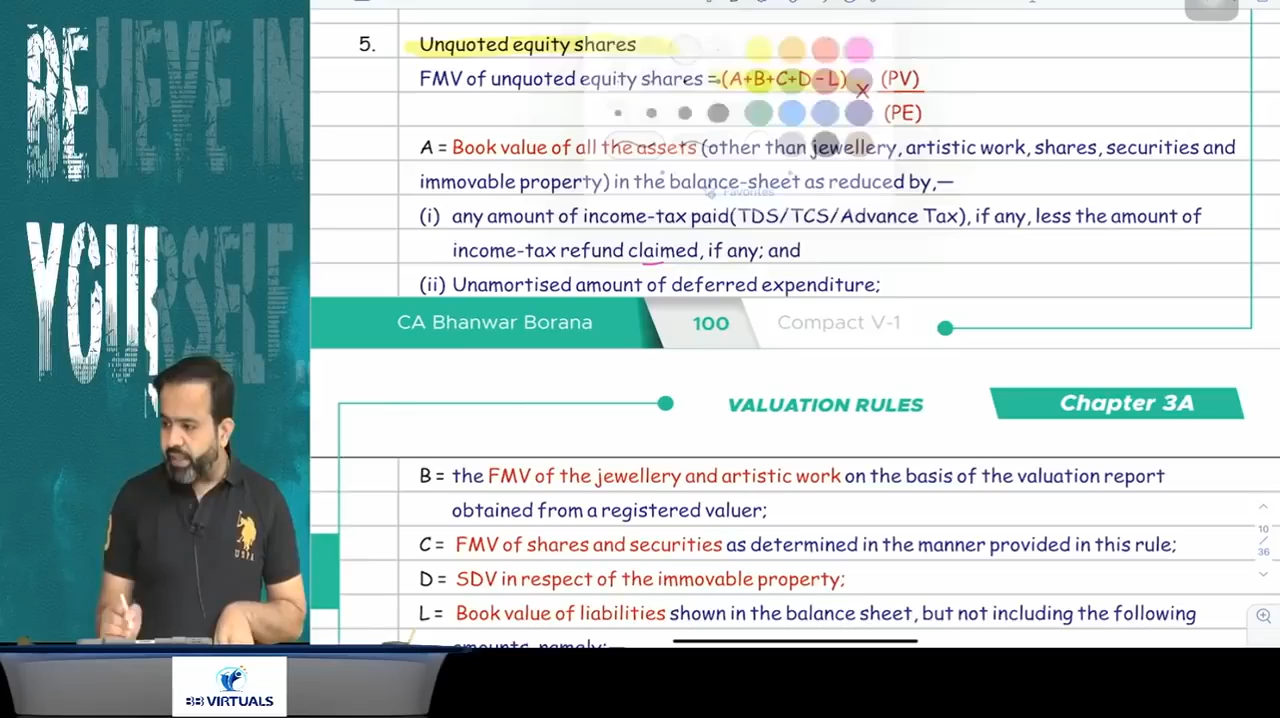 BELIEVE IN
YOURSELF
5. Unquoted equity shares
FMV of unquoted equity shares = (A+B+C+D - L) x (PV)
(PE)
A = Book value of all the assets (other than jewellery, artistic work, shares, securities and
immovable property) in the balance-sheet as reduced by,—
Favorites
(i) any amount of income-tax paid(TDS/TCS/Advance Tax), if any, less the amount of
income-tax refund claimed, if any; and
(ii) Unamortised amount of deferred expenditure;
CA Bhanwar Borana 100 Compact V-1
VALUATION RULES Chapter 3A
B = the FMV of the jewellery and artistic work on the basis of the valuation report
obtained from a registered valuer;
C = FMV of shares and securities as determined in the manner provided in this rule;
D = SDV in respect of the immovable property;
L = Book value of liabilities shown in the balance sheet, but not including the following
amounts, namely:—
10
/
36
USPA
BB VIRTUALS